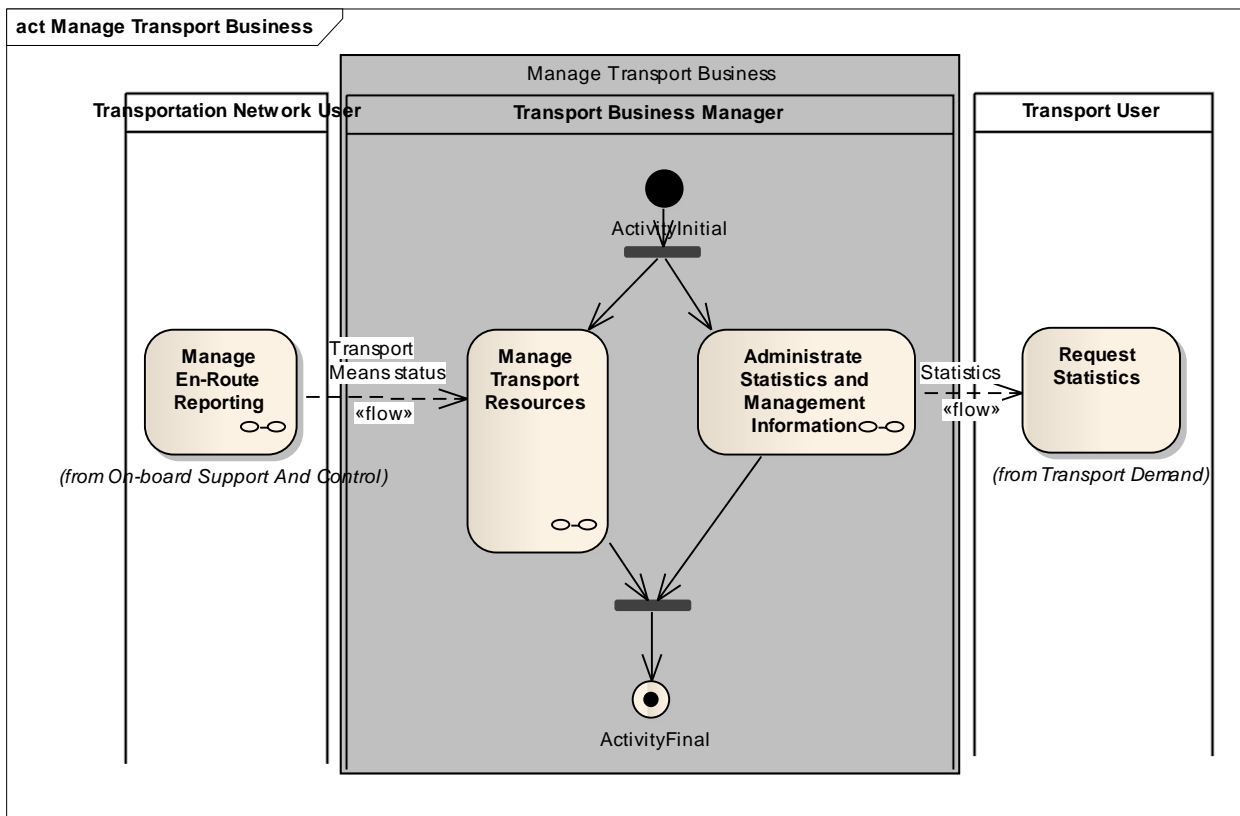 act Manage Transport Business
Manage Transport Business
Transportation Network User
Transport Business Manager
Transport User
ActivityInitial
Manage
En-Route
Reporting
(from On-board Support And Control)
Transport
Means status
«flow»
Manage
Transport
Resources
Administrate
Statistics and
Management
Information
Statistics
«flow»
Request
Statistics
(from Transport Demand)
ActivityFinal